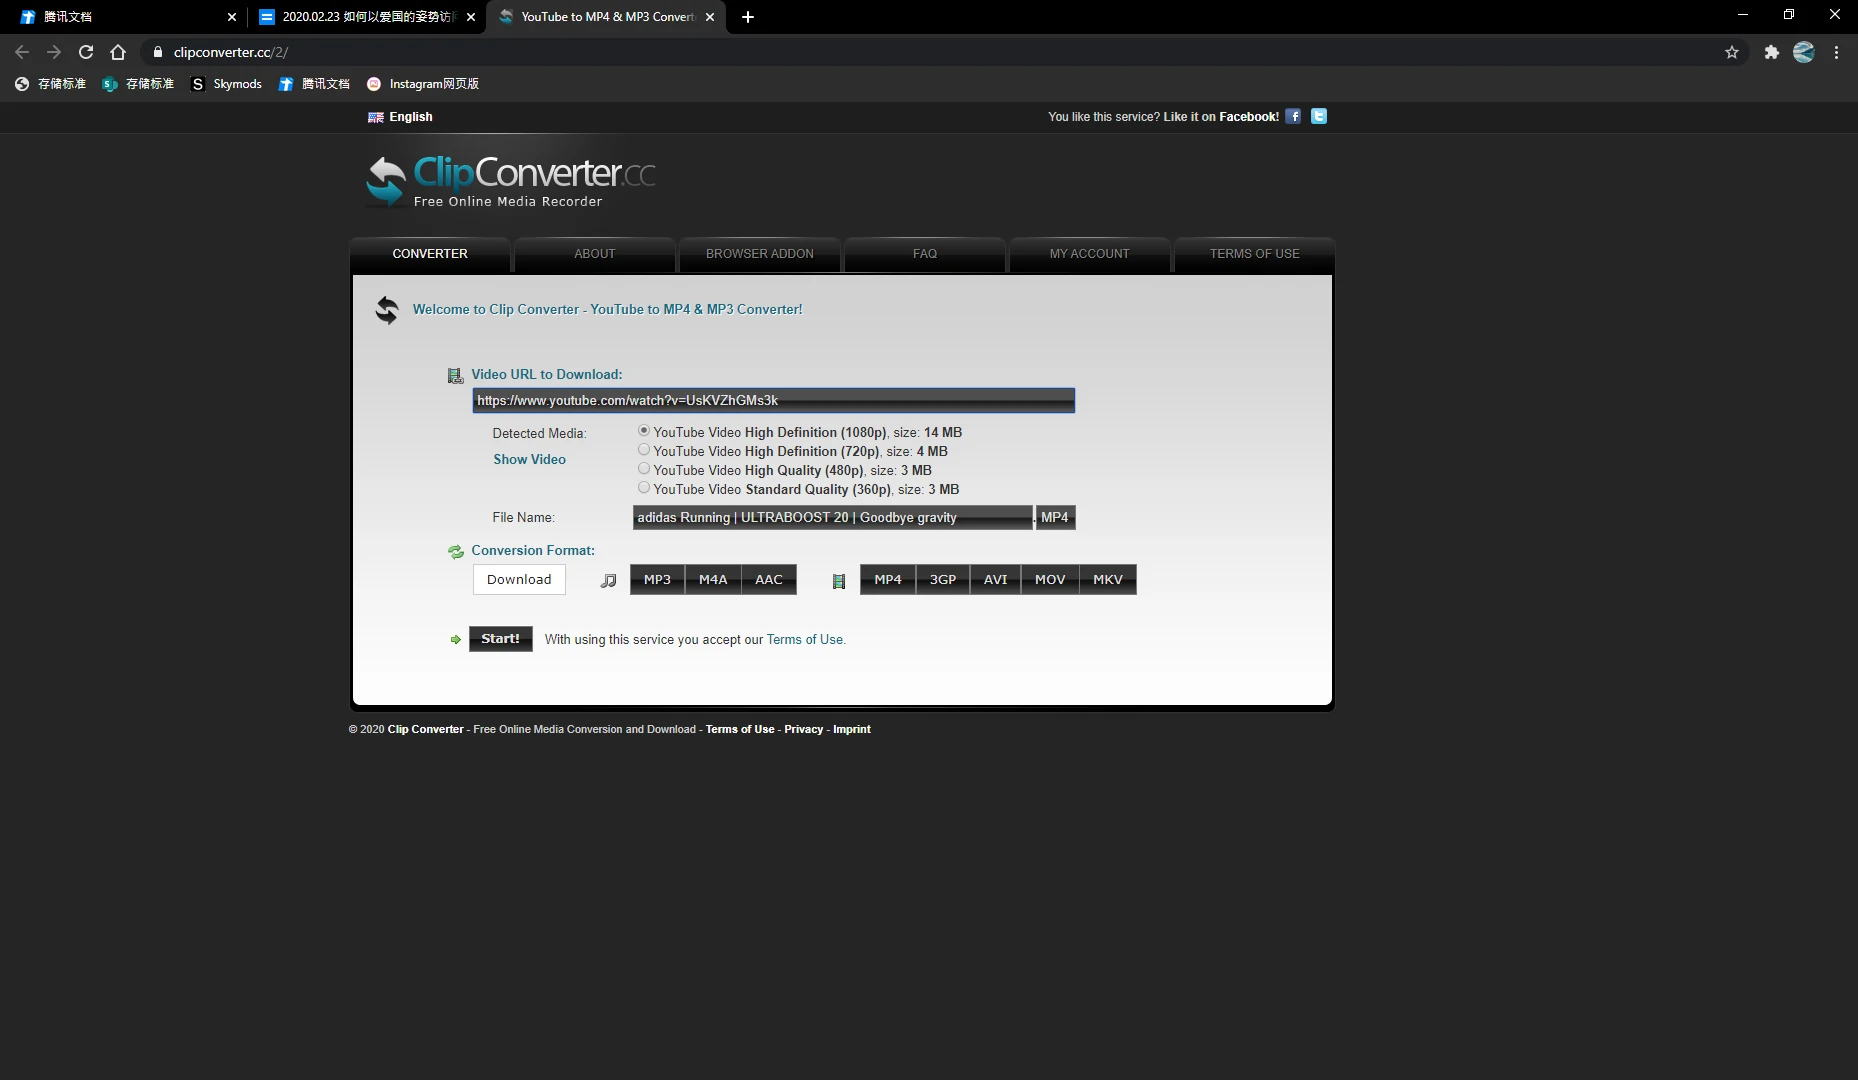 腾讯文档
2020.02.23 如何以爱国的姿势访
YouTube to MP4 & MP3 Convert
clipconverter.cc/2/
存储标准
存储标准
Skymods
腾讯文档
Instagram网页版
English
You like this service? Like it on Facebook!
ClipConverter.cc
Free Online Media Recorder
CONVERTER
ABOUT
BROWSER ADDON
FAQ
MY ACCOUNT
TERMS OF USE
Welcome to Clip Converter - YouTube to MP4 & MP3 Converter!
Video URL to Download:
https://www.youtube.com/watch?v=UsKVZhGMs3k
Detected Media:
YouTube Video High Definition (1080p), size: 14 MB
YouTube Video High Definition (720p), size: 4 MB
Show Video
YouTube Video High Quality (480p), size: 3 MB
YouTube Video Standard Quality (360p), size: 3 MB
File Name:
adidas Running | ULTRABOOST 20 | Goodbye gravity
. MP4
Conversion Format:
Download
MP3 M4A AAC
MP4 3GP AVI MOV MKV
Start!
With using this service you accept our Terms of Use.
© 2020 Clip Converter - Free Online Media Conversion and Download - Terms of Use - Privacy - Imprint